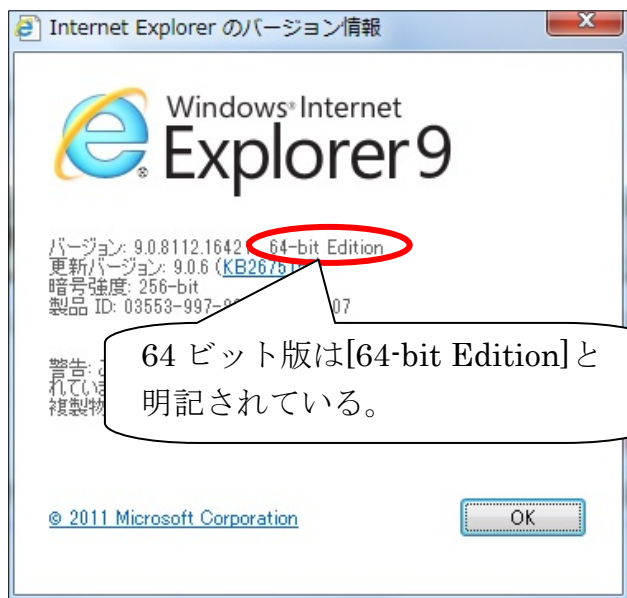 Internet Explorer のバージョン情報
Windows® Internet
Explorer 9
バージョン: 9.0.8112.1642 64-bit Edition
更新バージョン: 9.0.6 (KB2675
暗号強度: 256-bit
製品 ID: 03553-997- 07
64 ビット版は[64-bit Edition]と
明記されている。
警告:
れていま
複製物
© 2011 Microsoft Corporation
OK